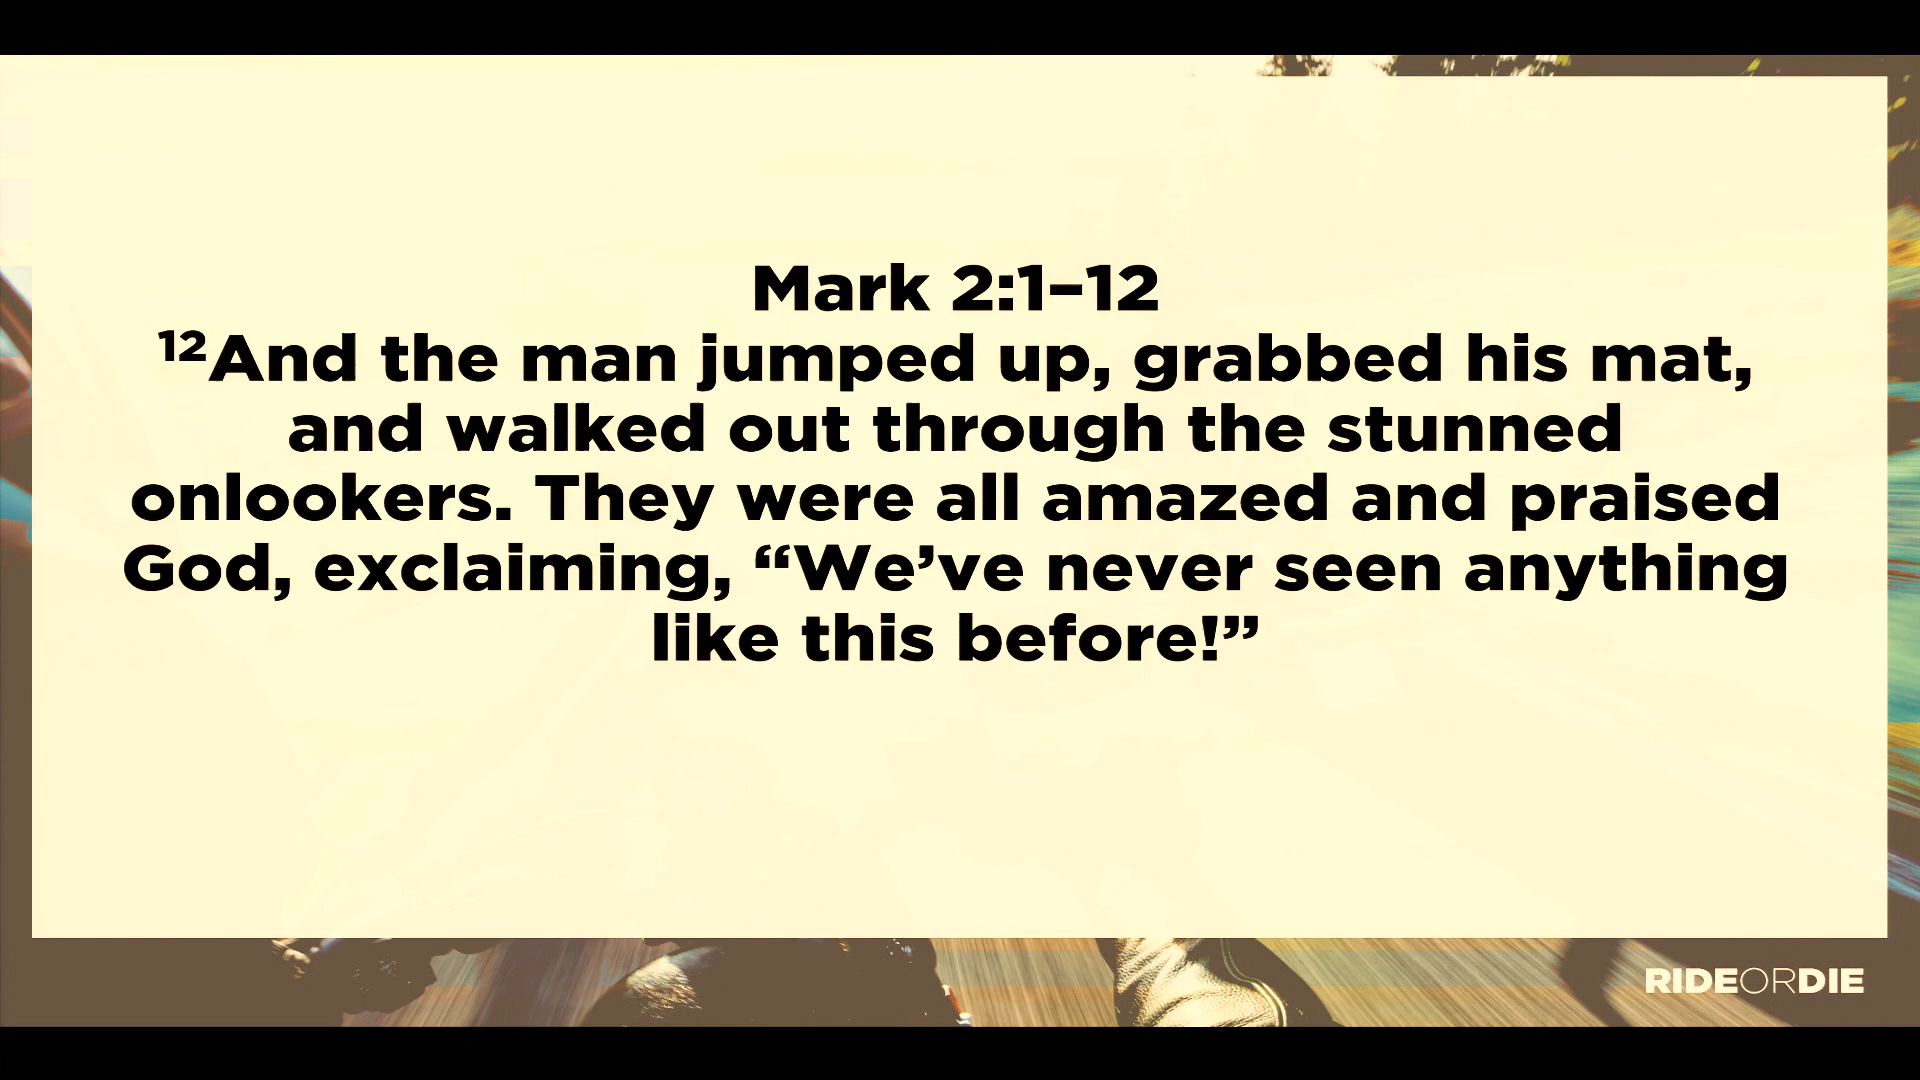 Mark 2:1–12
¹²And the man jumped up, grabbed his mat,
and walked out through the stunned
onlookers. They were all amazed and praised
God, exclaiming, “We’ve never seen anything
like this before!”
RIDEORDIE